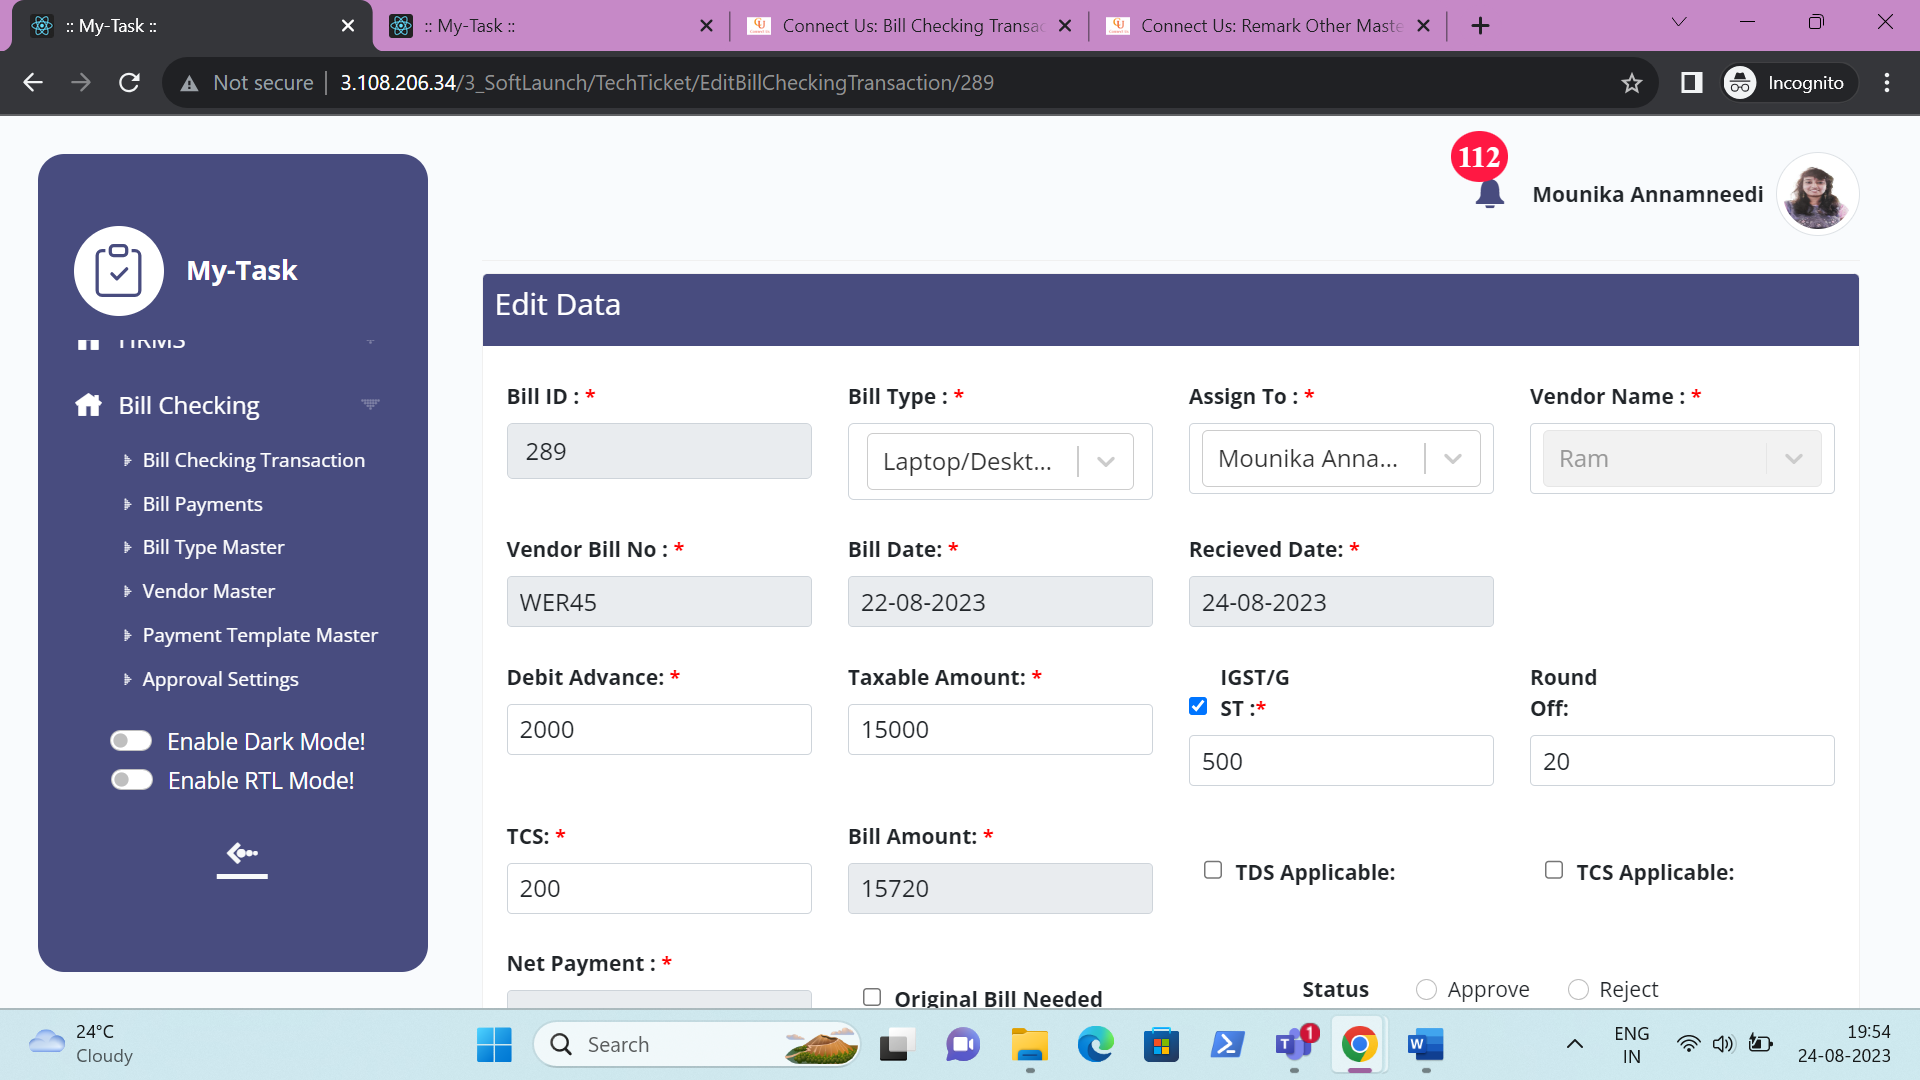 :: My-Task ::
:: My-Task ::
Connect Us: Bill Checking Transac
Connect Us: Remark Other Maste
Not secure
3.108.206.34/3_SoftLaunch/TechTicket/EditBillCheckingTransaction/289
Incognito
112
Mounika Annamneedi
My-Task
HRMS
Bill Checking
Bill Checking Transaction
Bill Payments
Bill Type Master
Vendor Master
Payment Template Master
Approval Settings
Enable Dark Mode!
Enable RTL Mode!
Edit Data
Bill ID : *
289
Bill Type : *
Laptop/Deskt...
Assign To : *
Mounika Anna...
Vendor Name : *
Ram
Vendor Bill No : *
WER45
Bill Date: *
22-08-2023
Recieved Date: *
24-08-2023
Debit Advance: *
2000
Taxable Amount: *
15000
IGST/G
ST :*
500
Round
Off:
20
TCS: *
200
Bill Amount: *
15720
TDS Applicable:
TCS Applicable:
Net Payment : *
Original Bill Needed
Status
Approve
Reject
24°C
Cloudy
Search
1
ENG
IN
19:54
24-08-2023